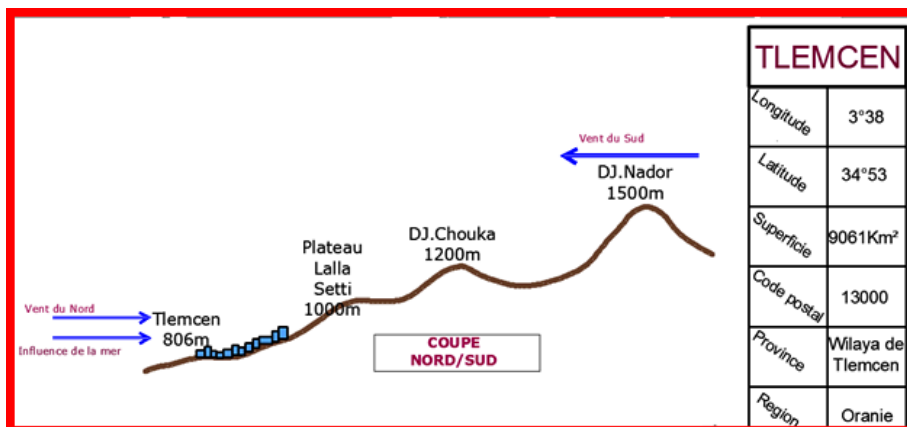 Vent du Sud
DJ.Nador
1500m
DJ.Chouka
1200m
Plateau
Lalla
Setti
1000m
Vent du Nord
Tlemcen
806m
Influence de la mer
COUPE
NORD/SUD
TLEMCEN
Longitude
3°38
Latitude
34°53
Superficie
9061Km²
Code postal
13000
Province
Wilaya de
Tlemcen
Region
Oranie